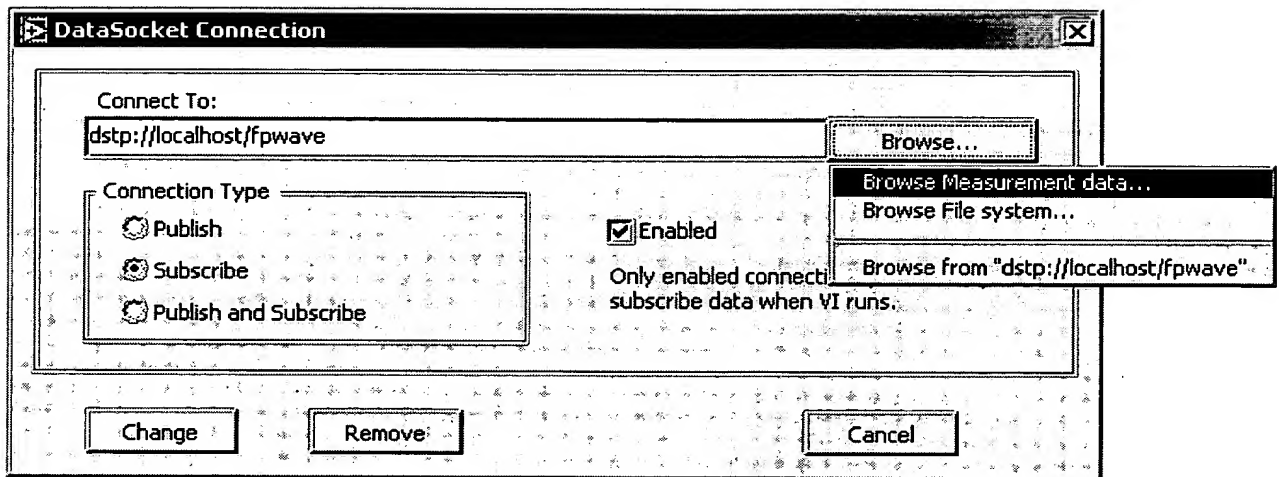 DataSocket Connection
Connect To:
dstp://localhost/fpwave
Browse...
Browse Measurement data...
Browse File system...
Browse from "dstp://localhost/fpwave"
Connection Type
Publish
Subscribe
Publish and Subscribe
Enabled
Only enabled connecti
subscribe data when VI runs.
Change
Remove
Cancel